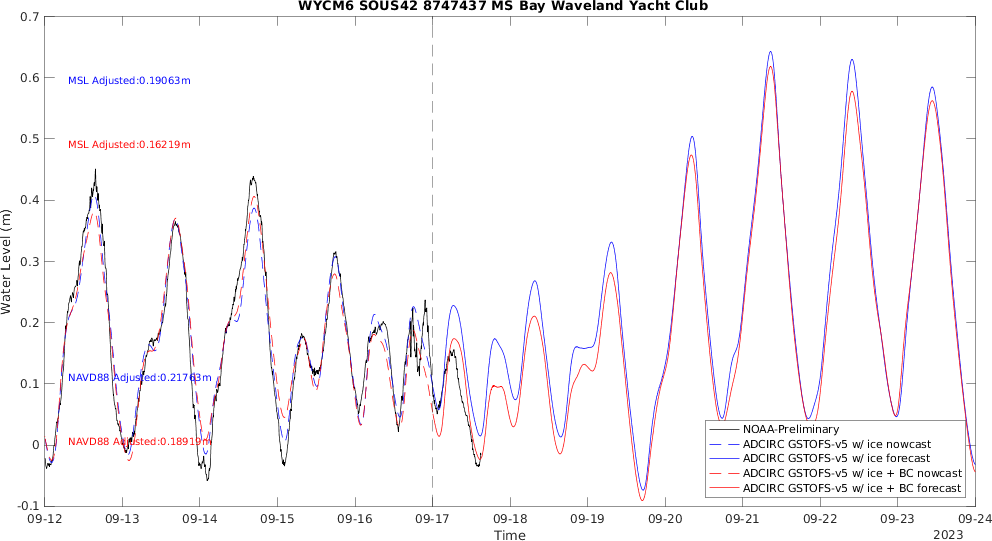 WYCM6 SOUS42 8747437 MS Bay Waveland Yacht Club
0.7
0.6
0.5
0.4
0.3
0.2
0.1
0
-0.1
Water Level (m)
MSL Adjusted:0.19063m
MSL Adjusted:0.16219m
NAVD88 Adjusted:0.21763m
NAVD88 Adjusted:0.18919m
NOAA-Preliminary
ADCIRC GSTOFS-v5 w/ ice nowcast
ADCIRC GSTOFS-v5 w/ ice forecast
ADCIRC GSTOFS-v5 w/ ice + BC nowcast
ADCIRC GSTOFS-v5 w/ ice + BC forecast
09-12 09-13 09-14 09-15 09-16 09-17 09-18 09-19 09-20 09-21 09-22 09-23 09-24
Time
2023